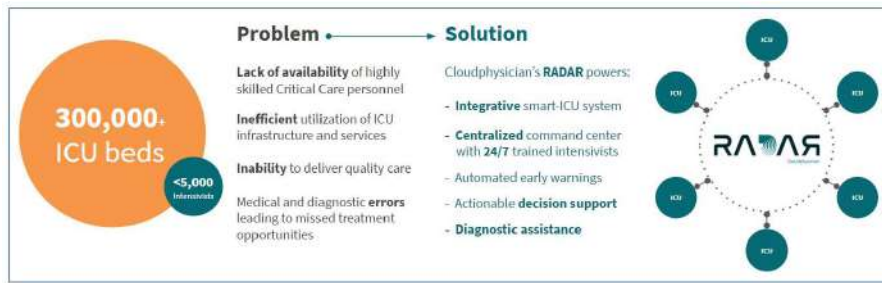 300,000+
ICU beds
<5,000
Intensivists
Problem
Lack of availability of highly
skilled Critical Care personnel
Inefficient utilization of ICU
infrastructure and services
Inability to deliver quality care
Medical and diagnostic errors
leading to missed treatment
opportunities
Solution
Cloudphysician's RADAR powers:
- Integrative smart-ICU system
- Centralized command center
with 24/7 trained intensivists
- Automated early warnings
- Actionable decision support
- Diagnostic assistance
ICU
ICU
ICU
RADAR
Cloudphysician
ICU
ICU
ICU